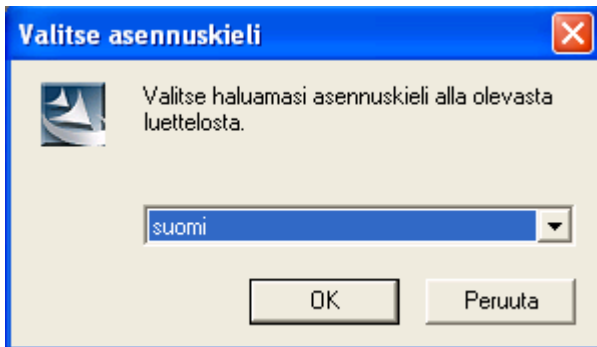 Valitse asennuskieli
Valitse haluamasi asennuskieli alla olevasta
luettelosta.
suomi
OK
Peruuta